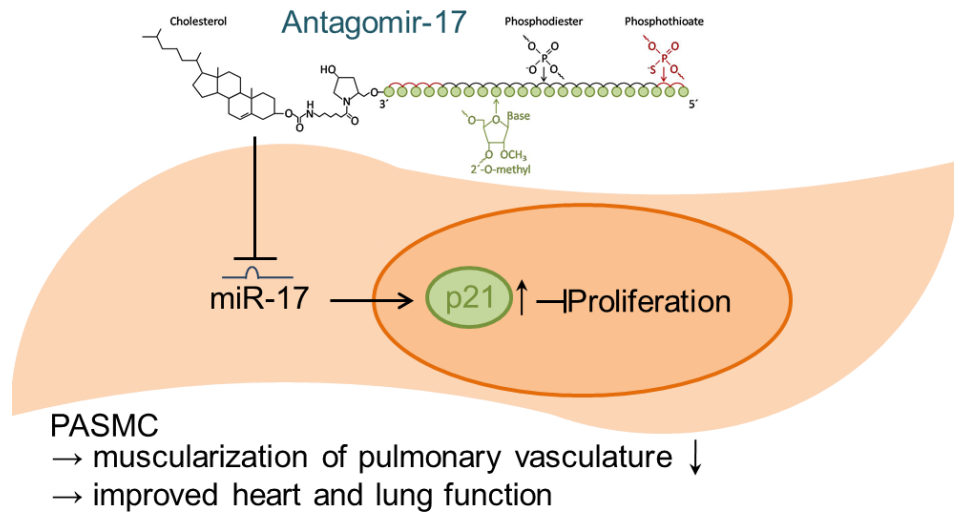 Cholesterol
Antagomir-17
Phosphodiester
Phosphothioate
O
P
O
-O
O
O
P
O
-S
O
HO
N
O
3´
5´
O
O
H
N
O
O
O
Base
O
O OCH3
2´-O-methyl
miR-17
p21
Proliferation
PASMC
→ muscularization of pulmonary vasculature ↓
→ improved heart and lung function